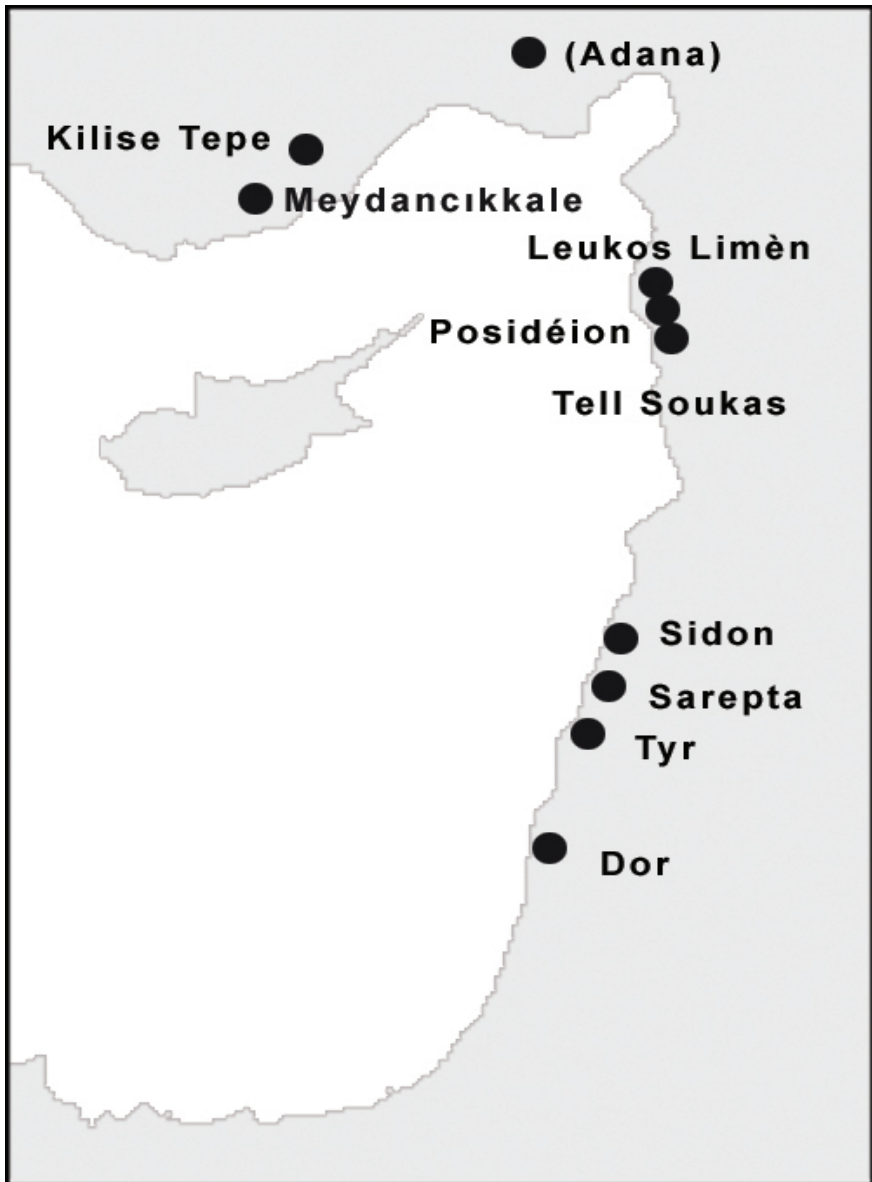 (Adana)
Kilise Tepe
Meydancıkkale
Leukos Limèn
Posidéion
Tell Soukas
Sidon
Sarepta
Tyr
Dor